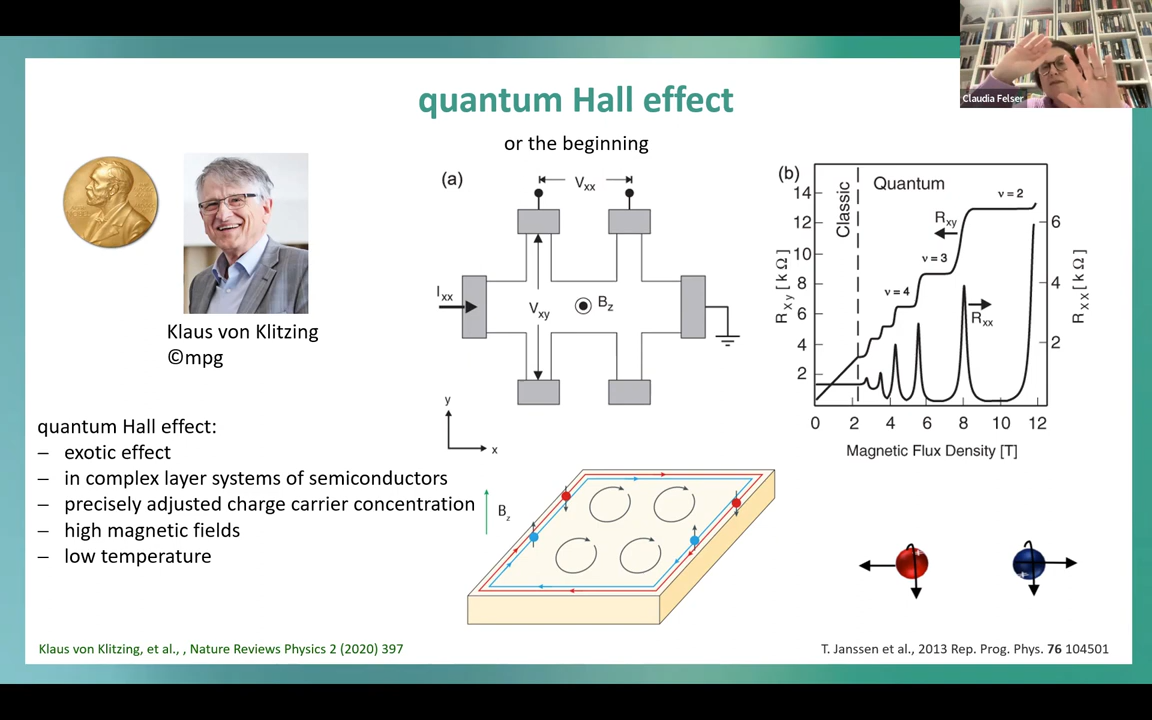 Claudia Felser
quantum Hall effect
or the beginning
Klaus von Klitzing
©mpg
(a)
Vxx
Ixx
Vxy
Bz
y
x
(b)
Classic
Quantum
ν = 2
Rxy
ν = 3
ν = 4
Rxx
14
12
10
8
6
4
2
6
4
2
Rxy [kΩ]
Rxx [kΩ]
0 2 4 6 8 10 12
Magnetic Flux Density [T]
quantum Hall effect:
– exotic effect
– in complex layer systems of semiconductors
– precisely adjusted charge carrier concentration
– high magnetic fields
– low temperature
Bz
Klaus von Klitzing, et al., , Nature Reviews Physics 2 (2020) 397
T. Janssen et al., 2013 Rep. Prog. Phys. 76 104501